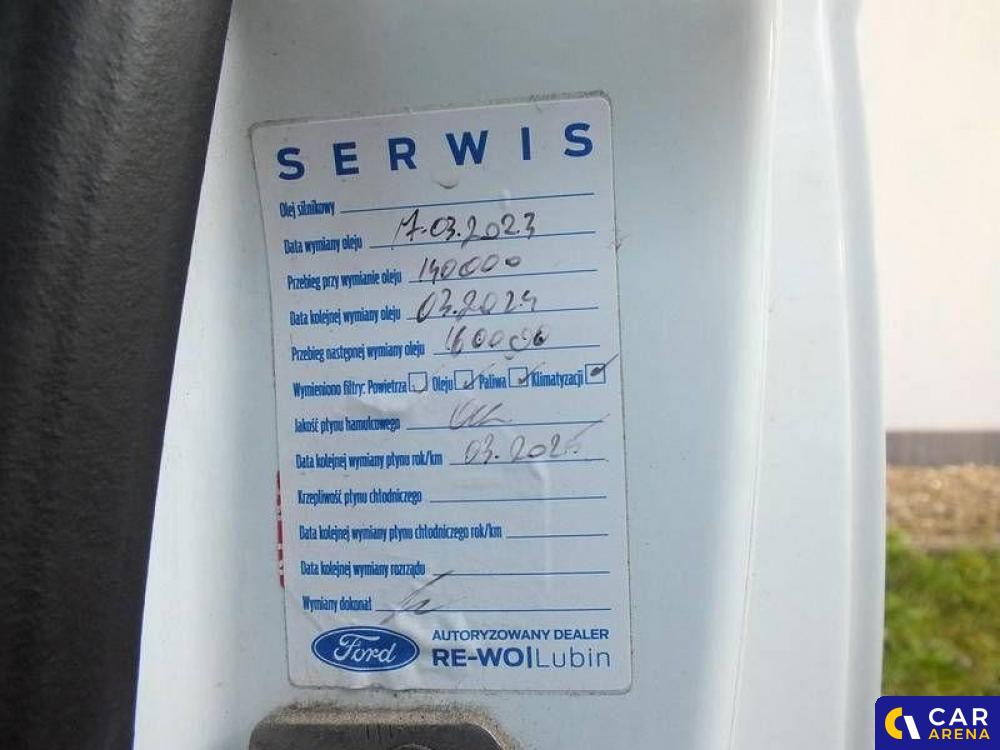 SERWIS
Olej silnikowy
Data wymiany oleju 17.03.2023
Przebieg przy wymianie oleju 140000
Data kolejnej wymiany oleju 03.2024
Przebieg następnej wymiany oleju 160000
Wymieniono filtry: Powietrza Oleju Paliwa Klimatyzacji
Jakość płynu hamulcowego
Data kolejnej wymiany płynu rok/km
Krzepliwość płynu chłodniczego
Data kolejnej wymiany płynu chłodniczego rok/km
Data kolejnej wymiany rozrządu
Wymiany dokonał
Ford
AUTORYZOWANY DEALER
RE-WO|Lubin
CAR
ARENA